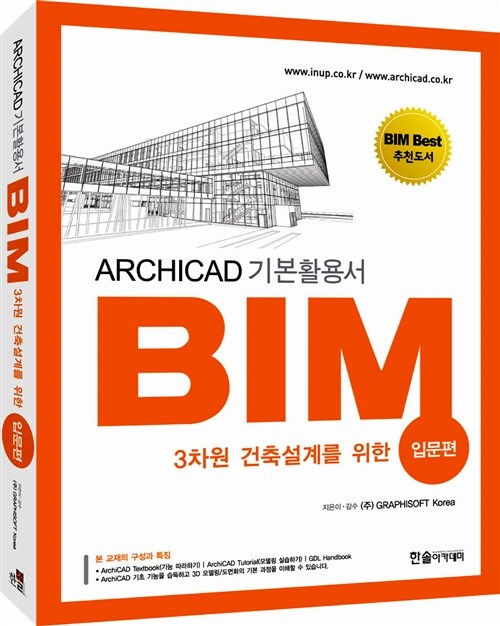 www.inup.co.kr / www.archicad.co.kr
BIM Best
추천도서
ARCHICAD 기본활용서
BIM
3차원 건축설계를 위한
입문편
지은이·감수 (주) GRAPHISOFT Korea
본 교재의 구성과 특징
• ArchiCAD Textbook(기능 따라하기) | ArchiCAD Tutorial(모델링 실습하기) | GDL Handbook
• ArchiCAD 기초 기능을 습득하고 3D 모델링/도면화의 기본 과정을 이해할 수 있습니다.
한솔아카데미
ARCHICAD 기본활용서
BIM
3차원 건축설계를 위한
입문편
지은이·감수
(주) GRAPHISOFT Korea